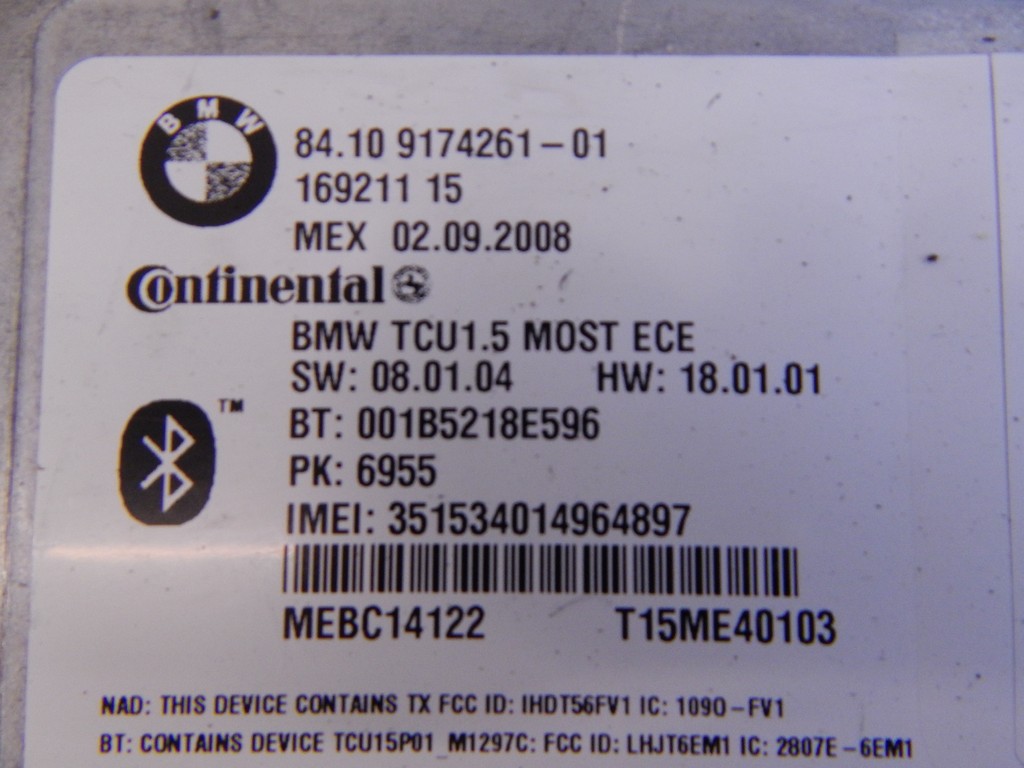 BMW
84.10 9174261-01
169211 15
MEX 02.09.2008
Continental
BMW TCU1.5 MOST ECE
SW: 08.01.04 HW: 18.01.01
™
BT: 001B5218E596
PK: 6955
IMEI: 351534014964897
MEBC14122 T15ME40103
NAD: THIS DEVICE CONTAINS TX FCC ID: IHDT56FV1 IC: 1090-FV1
BT: CONTAINS DEVICE TCU15P01_M1297C: FCC ID: LHJT6EM1 IC: 2807E-6EM1